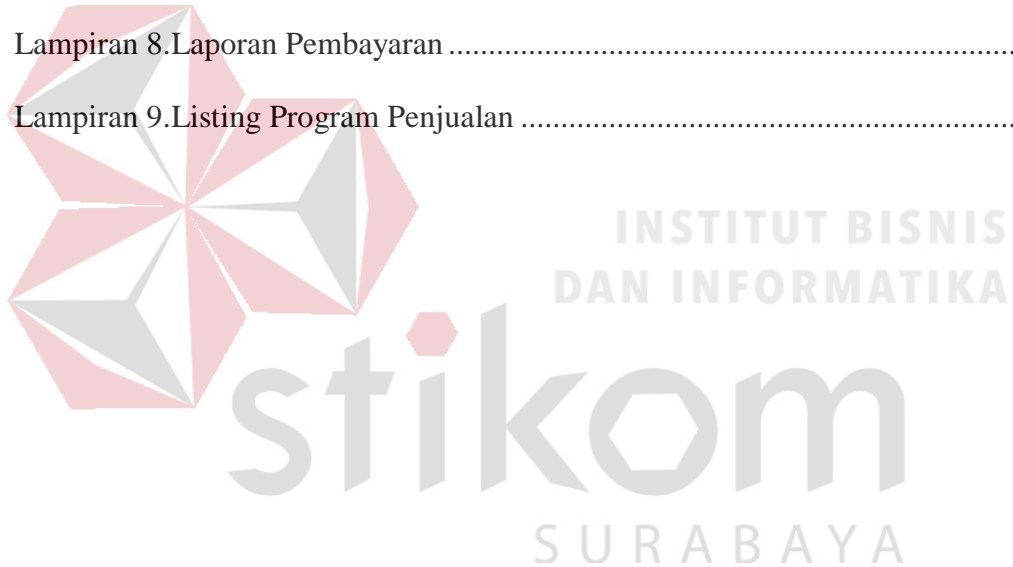 Lampiran 8.Laporan Pembayaran ........................................................................
Lampiran 9.Listing Program Penjualan ...............................................................
INSTITUT BISNIS
DAN INFORMATIKA
stikom
SURABAYA